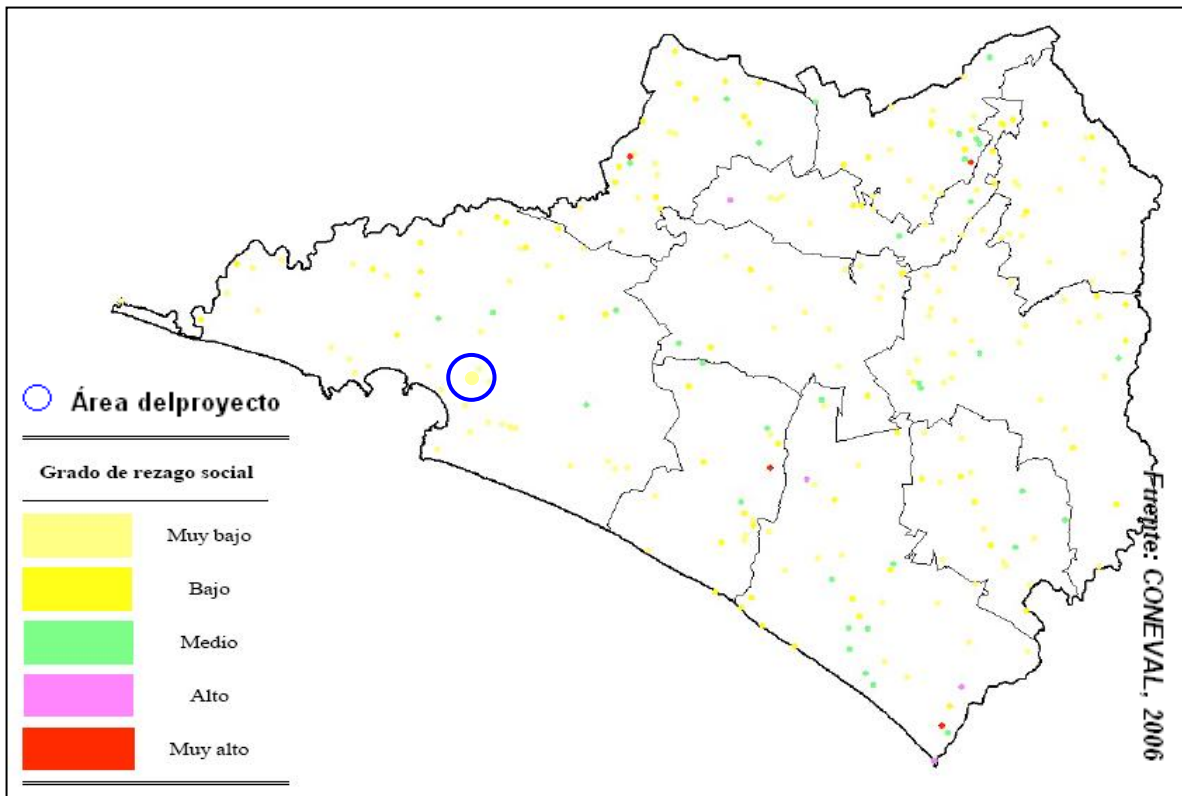 Área delproyecto
Grado de rezago social
Muy bajo
Bajo
Medio
Alto
Muy alto
Fuente: CONEVAL, 2006